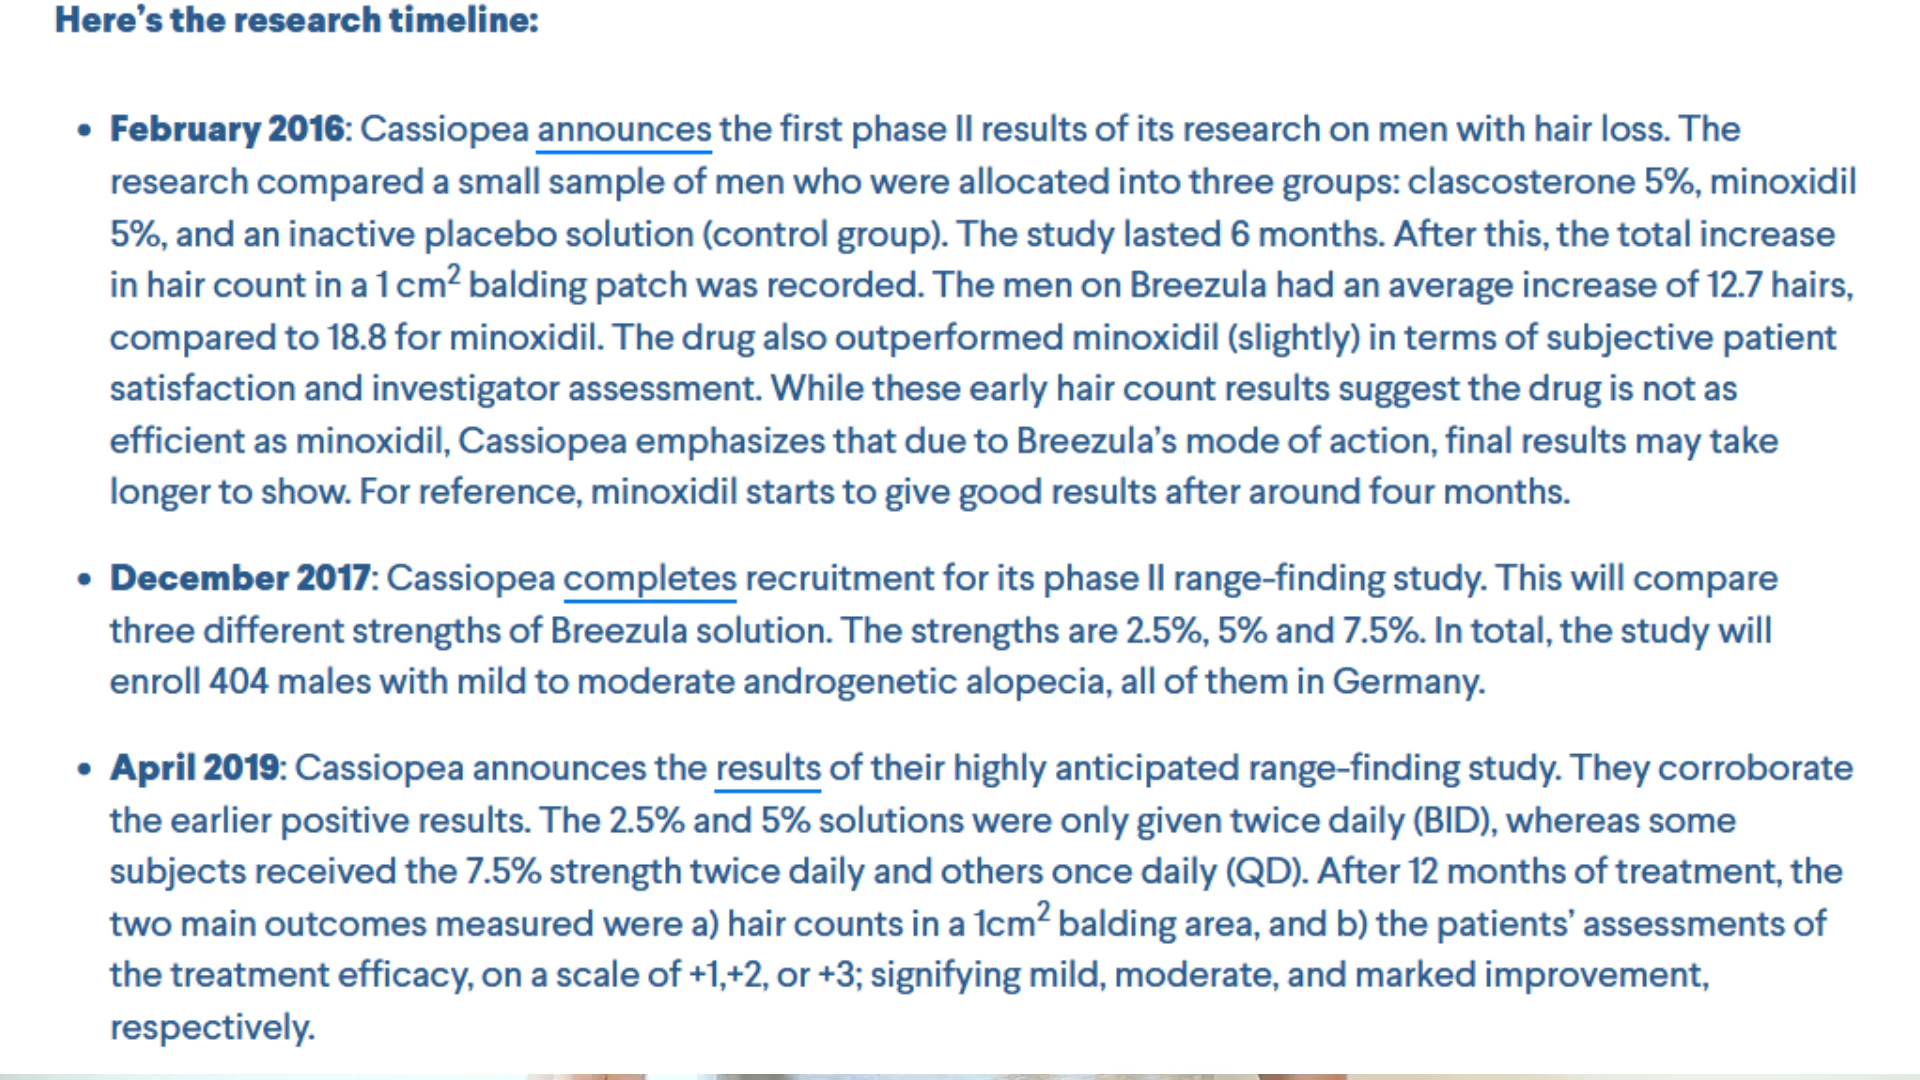 Here's the research timeline:
• February 2016: Cassiopea announces the first phase II results of its research on men with hair loss. The
research compared a small sample of men who were allocated into three groups: clascosterone 5%, minoxidil
5%, and an inactive placebo solution (control group). The study lasted 6 months. After this, the total increase
in hair count in a 1 cm² balding patch was recorded. The men on Breezula had an average increase of 12.7 hairs,
compared to 18.8 for minoxidil. The drug also outperformed minoxidil (slightly) in terms of subjective patient
satisfaction and investigator assessment. While these early hair count results suggest the drug is not as
efficient as minoxidil, Cassiopea emphasizes that due to Breezula's mode of action, final results may take
longer to show. For reference, minoxidil starts to give good results after around four months.
• December 2017: Cassiopea completes recruitment for its phase II range-finding study. This will compare
three different strengths of Breezula solution. The strengths are 2.5%, 5% and 7.5%. In total, the study will
enroll 404 males with mild to moderate androgenetic alopecia, all of them in Germany.
• April 2019: Cassiopea announces the results of their highly anticipated range-finding study. They corroborate
the earlier positive results. The 2.5% and 5% solutions were only given twice daily (BID), whereas some
subjects received the 7.5% strength twice daily and others once daily (QD). After 12 months of treatment, the
two main outcomes measured were a) hair counts in a 1cm² balding area, and b) the patients' assessments of
the treatment efficacy, on a scale of +1,+2, or +3; signifying mild, moderate, and marked improvement,
respectively.